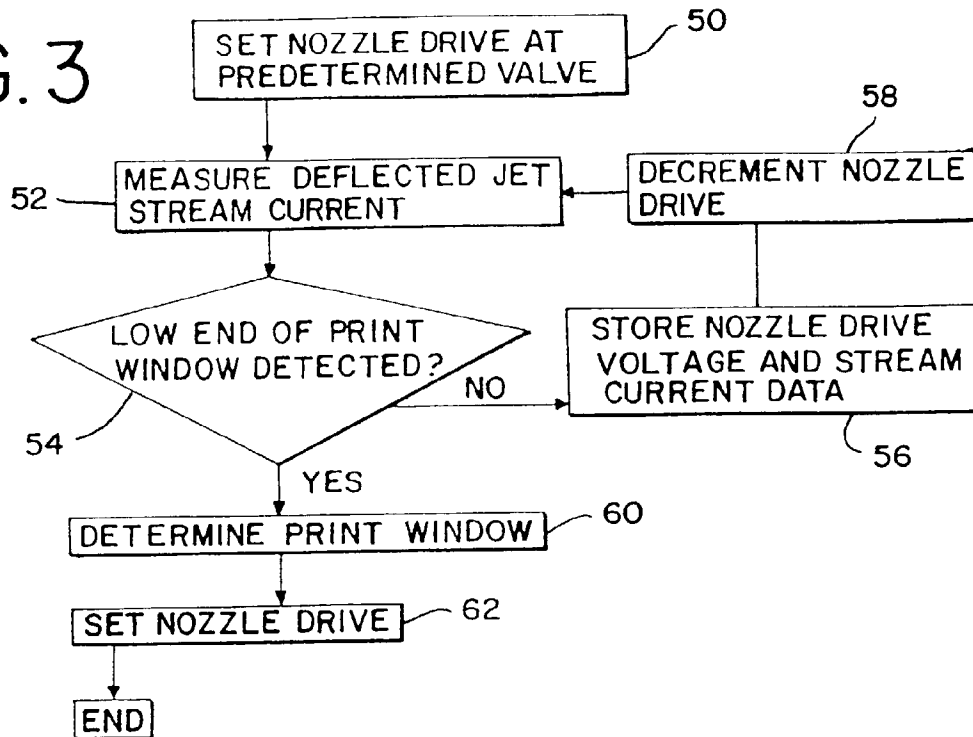 G. 3
SET NOZZLE DRIVE AT
PREDETERMINED VALVE
50
52
MEASURE DEFLECTED JET
STREAM CURRENT
58
DECREMENT NOZZLE
DRIVE
LOW END OF PRINT
WINDOW DETECTED?
54
NO
STORE NOZZLE DRIVE
VOLTAGE AND STREAM
CURRENT DATA
56
YES
DETERMINE PRINT WINDOW
60
SET NOZZLE DRIVE
62
END